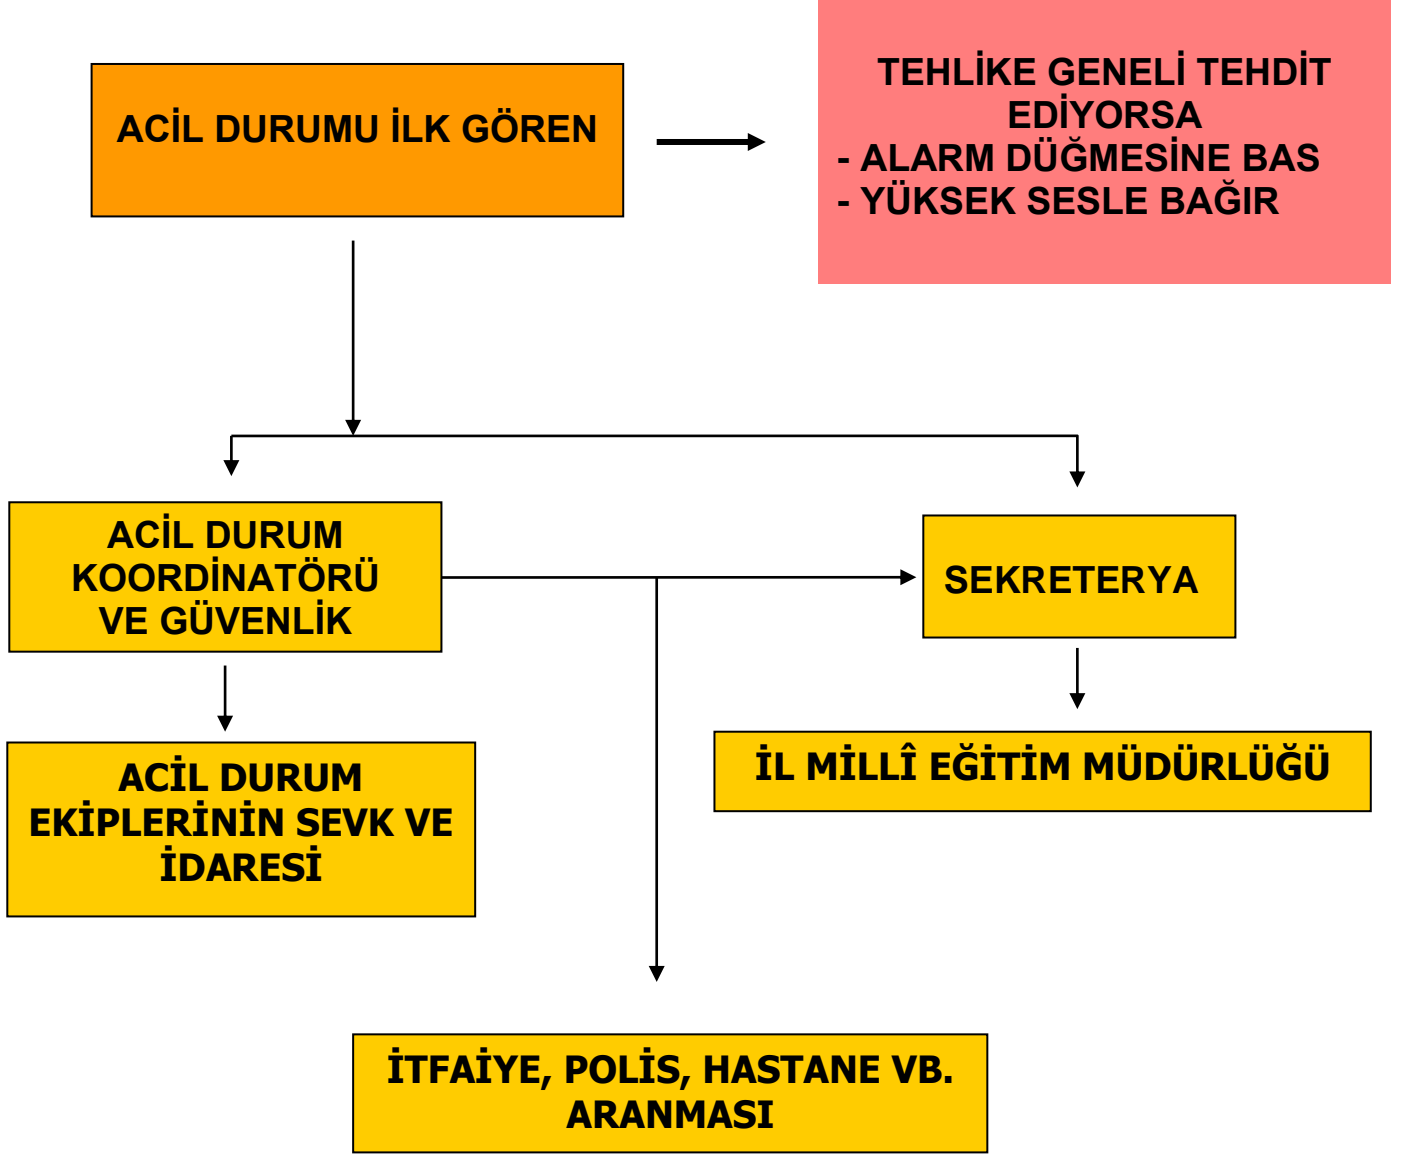 ACİL DURUMU İLK GÖREN
TEHLİKE GENELİ TEHDİT
EDİYORSA
- ALARM DÜĞMESİNE BAS
- YÜKSEK SESLE BAĞIR
ACİL DURUM
KOORDİNATÖRÜ
VE GÜVENLİK
SEKRETERYA
ACİL DURUM
EKİPLERİNİN SEVK VE
İDARESİ
İL MİLLÎ EĞİTİM MÜDÜRLÜĞÜ
İTFAİYE, POLİS, HASTANE VB.
ARANMASI